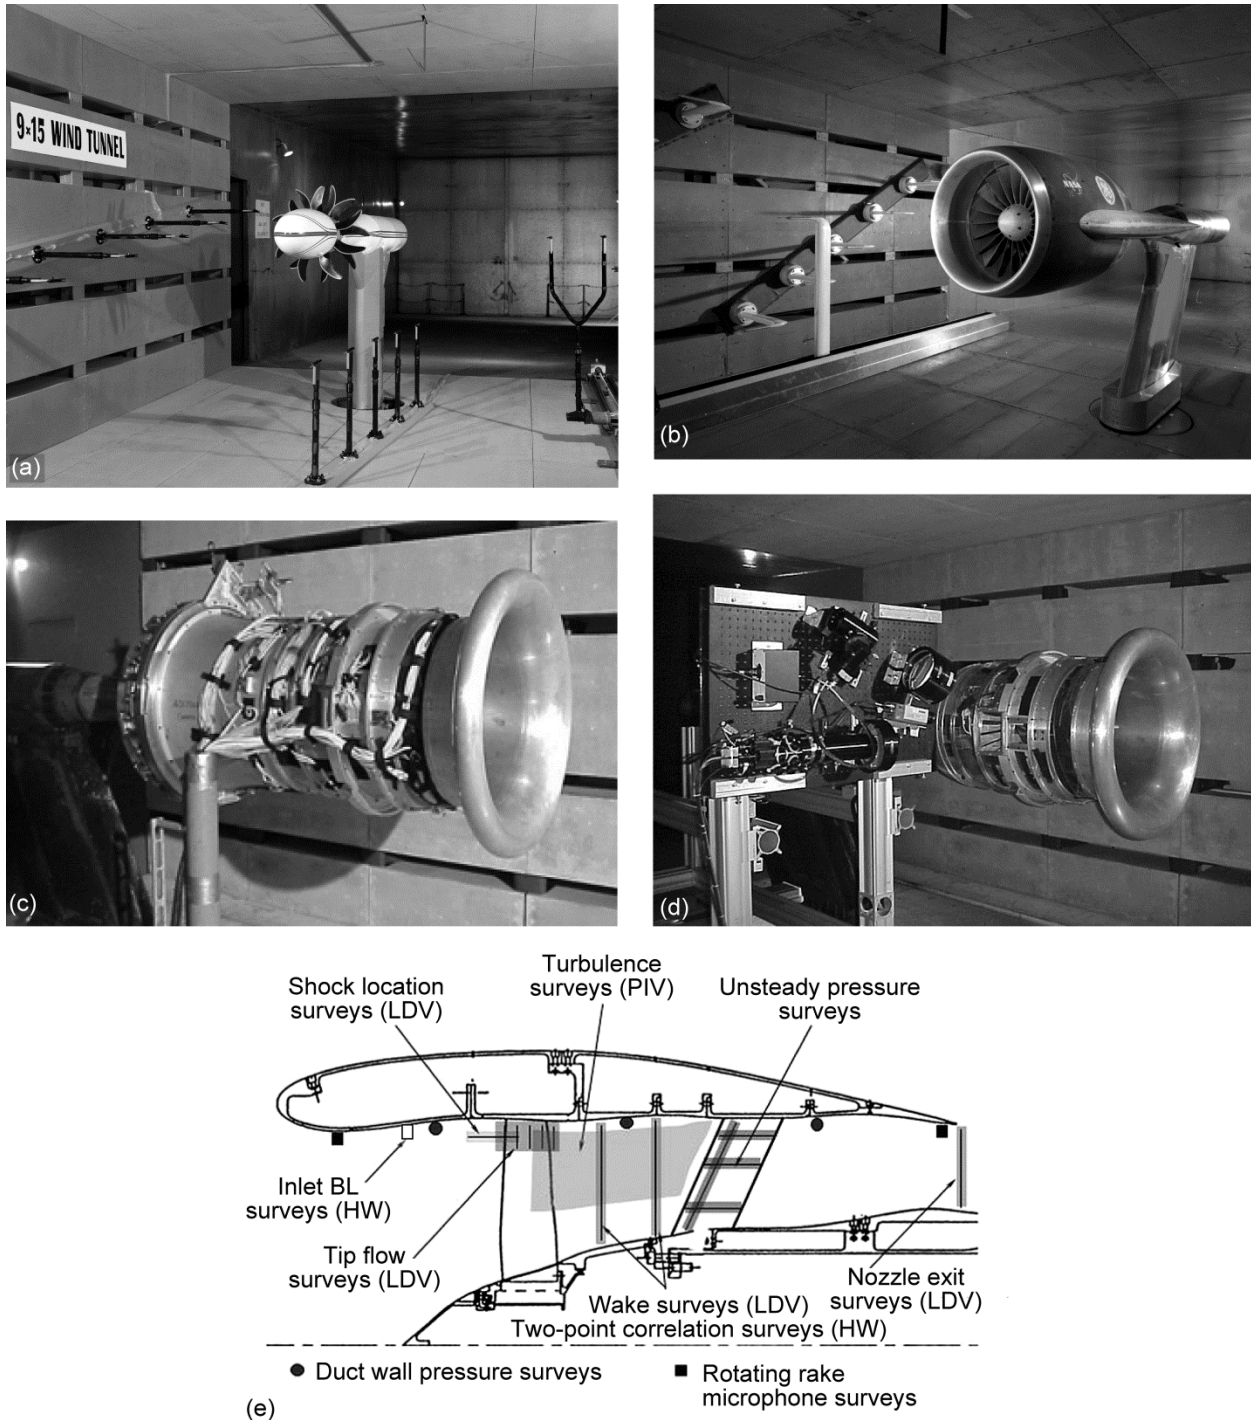 9×15 WIND TUNNEL
(a)
NASA
(b)
(c)
(d)
Turbulence
surveys (PIV)
Shock location
surveys (LDV)
Unsteady pressure
surveys
Inlet BL
surveys (HW)
Tip flow
surveys (LDV)
Nozzle exit
surveys (LDV)
Wake surveys (LDV)
Two-point correlation surveys (HW)
Duct wall pressure surveys
Rotating rake
microphone surveys
(e)